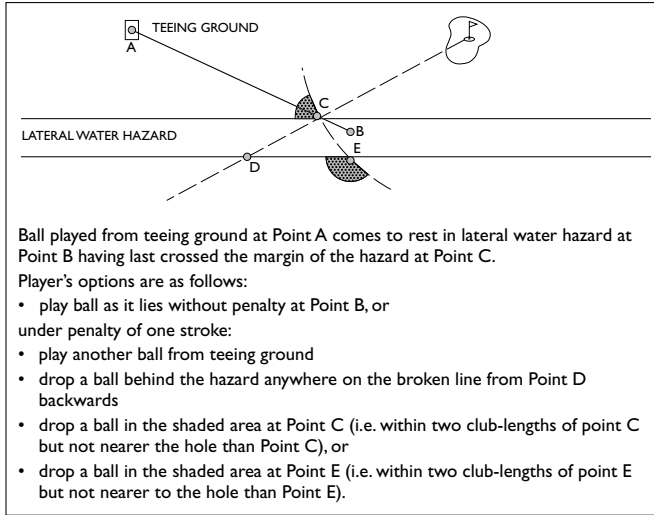 TEEING GROUND
A
C
LATERAL WATER HAZARD
B
E
D
Ball played from teeing ground at Point A comes to rest in lateral water hazard at
Point B having last crossed the margin of the hazard at Point C.
Player's options are as follows:
• play ball as it lies without penalty at Point B, or
under penalty of one stroke:
• play another ball from teeing ground
• drop a ball behind the hazard anywhere on the broken line from Point D
backwards
• drop a ball in the shaded area at Point C (i.e. within two club-lengths of point C
but not nearer the hole than Point C), or
• drop a ball in the shaded area at Point E (i.e. within two club-lengths of point E
but not nearer to the hole than Point E).